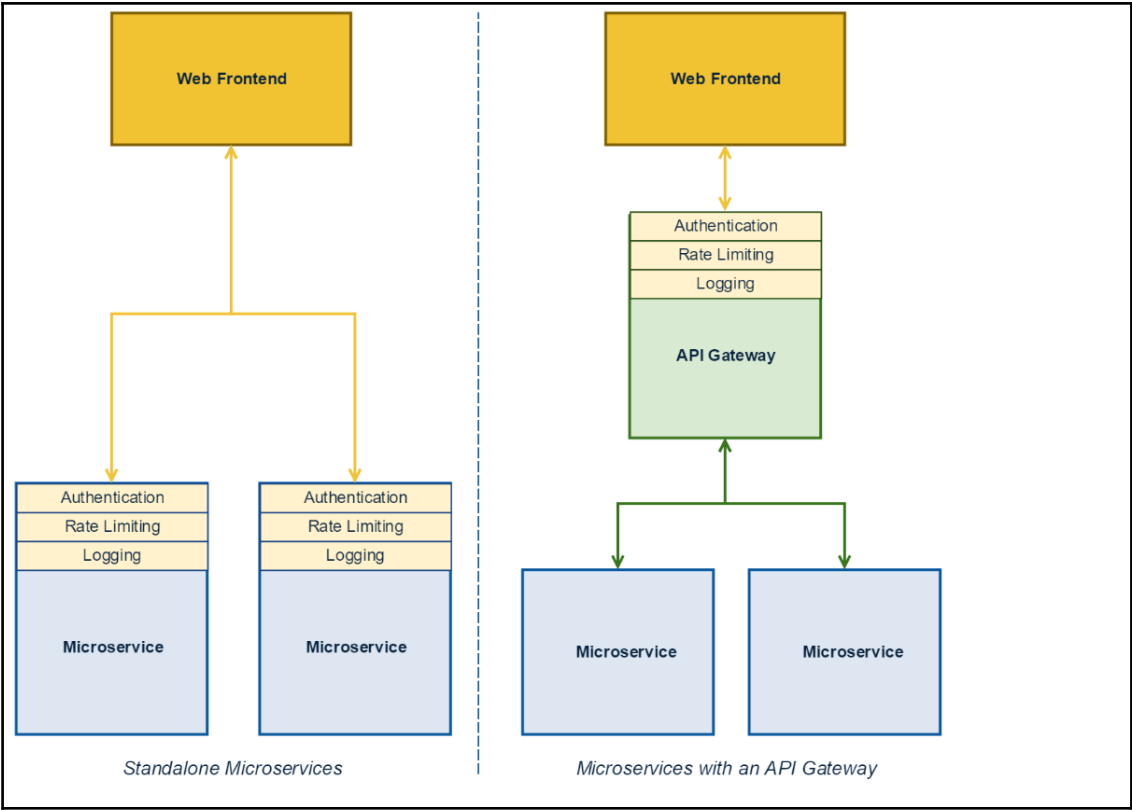 Web Frontend
Authentication
Rate Limiting
Logging
Microservice
Authentication
Rate Limiting
Logging
Microservice
Standalone Microservices
Web Frontend
Authentication
Rate Limiting
Logging
API Gateway
Microservice
Microservice
Microservices with an API Gateway